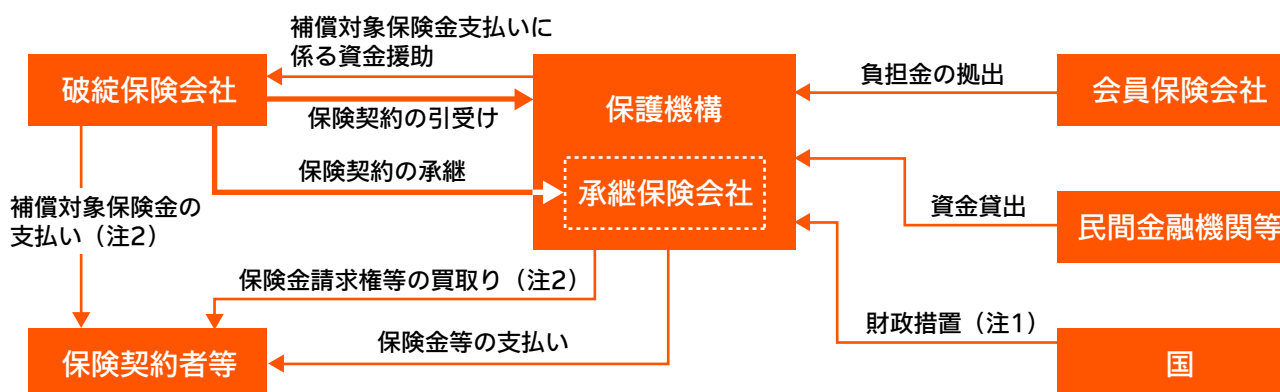 補償対象保険金支払いに
係る資金援助
破綻保険会社
保険契約の引受け
保険契約の承継
保護機構
承継保険会社
負担金の拠出
会員保険会社
資金貸出
民間金融機関等
補償対象保険金の
支払い（注2）
保険金請求権等の買取り（注2）
財政措置（注1）
保険金等の支払い
保険契約者等
国